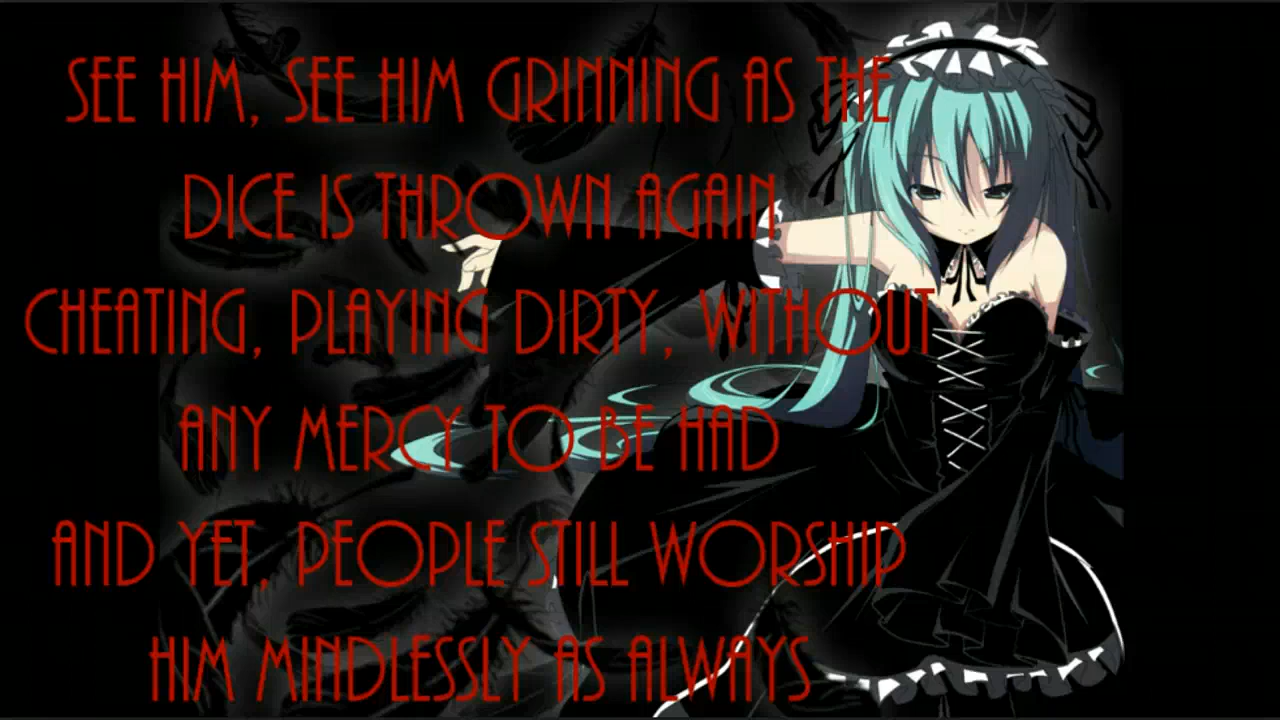 SEE HIM, SEE HIM GRINNING AS THE
DICE IS THROWN AGAIN
CHEATING, PLAYING DIRTY, WITHOUT
ANY MERCY TO BE HAD
AND YET, PEOPLE STILL WORSHIP
HIM MINDLESSLY AS ALWAYS